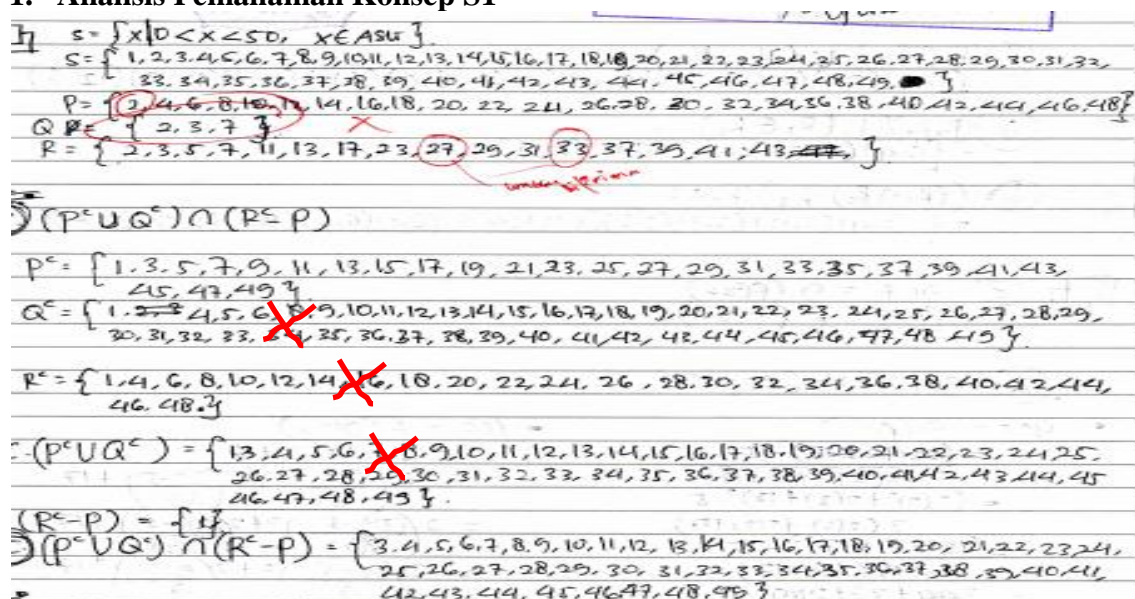 1. Analisis Pemahaman Konsep S1
S = {x|0 < x < 50, x ∈ ASLI}
S = { 1, 2, 3, 4, 5, 6, 7, 8, 9, 10, 11, 12, 13, 14, 15, 16, 17, 18, 19, 20, 21, 22, 23, 24, 25, 26, 27, 28, 29, 30, 31, 32,
33, 34, 35, 36, 37, 38, 39, 40, 41, 42, 43, 44, 45, 46, 47, 48, 49, }
P = { 2, 4, 6, 8, 10, 12, 14, 16, 18, 20, 22, 24, 26, 28, 30, 32, 34, 36, 38, 40, 42, 44, 46, 48}
Q = { 2, 3, 7 }
R = { 2, 3, 5, 7, 11, 13, 17, 23, 27, 29, 31, 33, 37, 39, 41, 43, 47, }
(Pᶜ ∪ Qᶜ) ∩ (Rᶜ - P)
Pᶜ = { 1, 3, 5, 7, 9, 11, 13, 15, 17, 19, 21, 23, 25, 27, 29, 31, 33, 35, 37, 39, 41, 43,
45, 47, 49 }
Qᶜ = { 1, 2, 3 4, 5, 6, 8, 9, 10, 11, 12, 13, 14, 15, 16, 17, 18, 19, 20, 21, 22, 23, 24, 25, 26, 27, 28, 29,
30, 31, 32, 33, 34, 35, 36, 37, 38, 39, 40, 41, 42, 43, 44, 45, 46, 47, 48 49 }.
Rᶜ = { 1, 4, 6, 8, 10, 12, 14, 16, 18, 20, 22, 24, 26, 28, 30, 32, 34, 36, 38, 40, 42, 44,
46, 48. }
(Pᶜ ∪ Qᶜ) = { 1, 3, 4, 5, 6, 7, 8, 9, 10, 11, 12, 13, 14, 15, 16, 17, 18, 19, 20, 21, 22, 23, 24, 25,
26, 27, 28, 29, 30, 31, 32, 33, 34, 35, 36, 37, 38, 39, 40, 41, 42, 43, 44, 45
46, 47, 48, 49 }.
(Rᶜ - P) = { 1 }
(Pᶜ ∪ Qᶜ) ∩ (Rᶜ - P) = { 3, 4, 5, 6, 7, 8, 9, 10, 11, 12, 13, 14, 15, 16, 17, 18, 19, 20, 21, 22, 23, 24,
25, 26, 27, 28, 29, 30, 31, 32, 33, 34, 35, 36, 37, 38, 39, 40, 41,
42, 43, 44, 45, 46 47, 48, 49 }